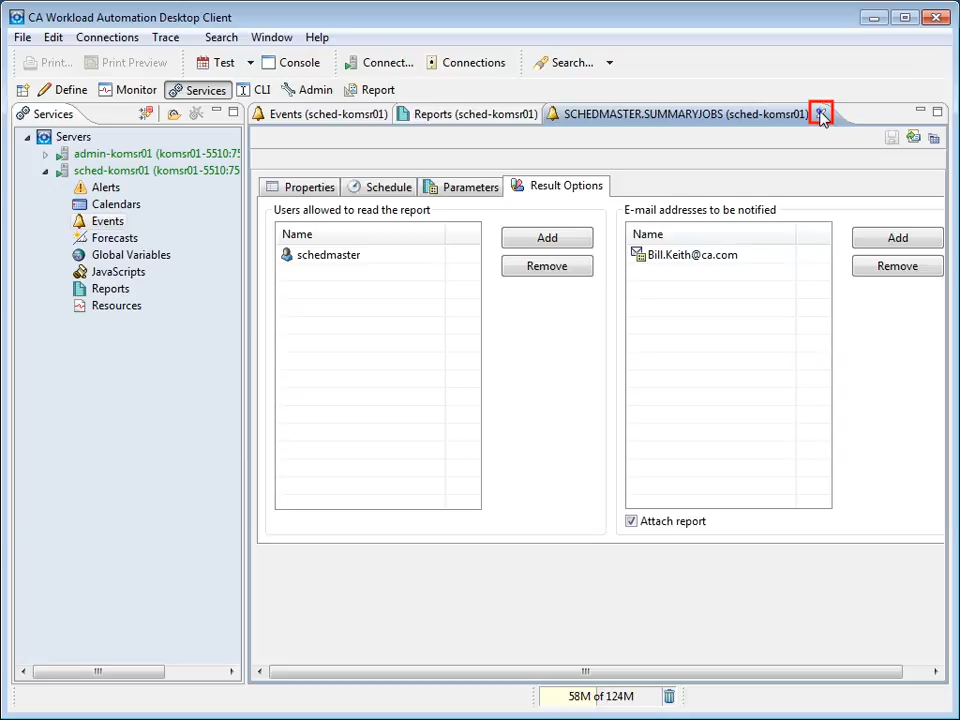 CA Workload Automation Desktop Client
File Edit Connections Trace Search Window Help
Print... Print Preview Test Console Connect... Connections Search...
Define Monitor Services CLI Admin Report
Services
Events (sched-komsr01) Reports (sched-komsr01) SCHEDMASTER.SUMMARYJOBS (sched-komsr01)
Servers
admin-komsr01 (komsr01-5510:75
sched-komsr01 (komsr01-5510:75
Alerts
Calendars
Events
Forecasts
Global Variables
JavaScripts
Reports
Resources
Properties Schedule Parameters Result Options
Users allowed to read the report
Name
schedmaster
Add
Remove
E-mail addresses to be notified
Name
Bill.Keith@ca.com
Add
Remove
Attach report
58M of 124M